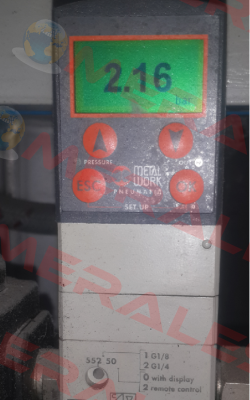 2.16
bar
PRESSURE
ESC
METAL
WORK
PNEUMATIC
SET UP
552 50
1 G1/8
2 G1/4
0 with display
2 remote control